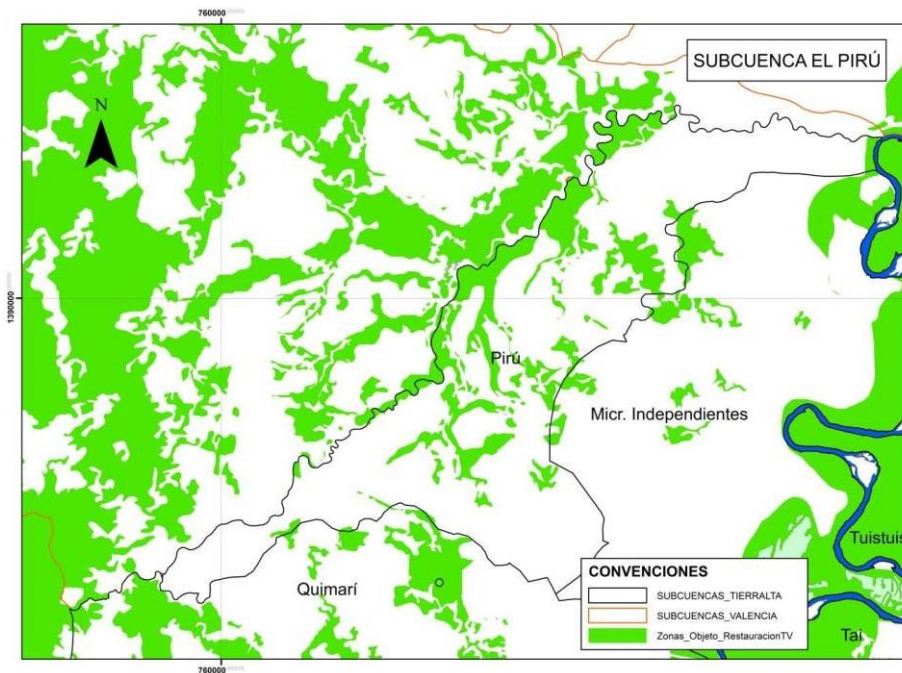 760000
SUBCUENCA EL PIRÚ
N
1390000
Pirú
Micr. Independientes
Tuistuis
Quimarí
Tai
CONVENCIONES
SUBCUENCAS_TIERRALTA
SUBCUENCAS_VALENCIA
Zonas_Objeto_RestauracionTV
760000